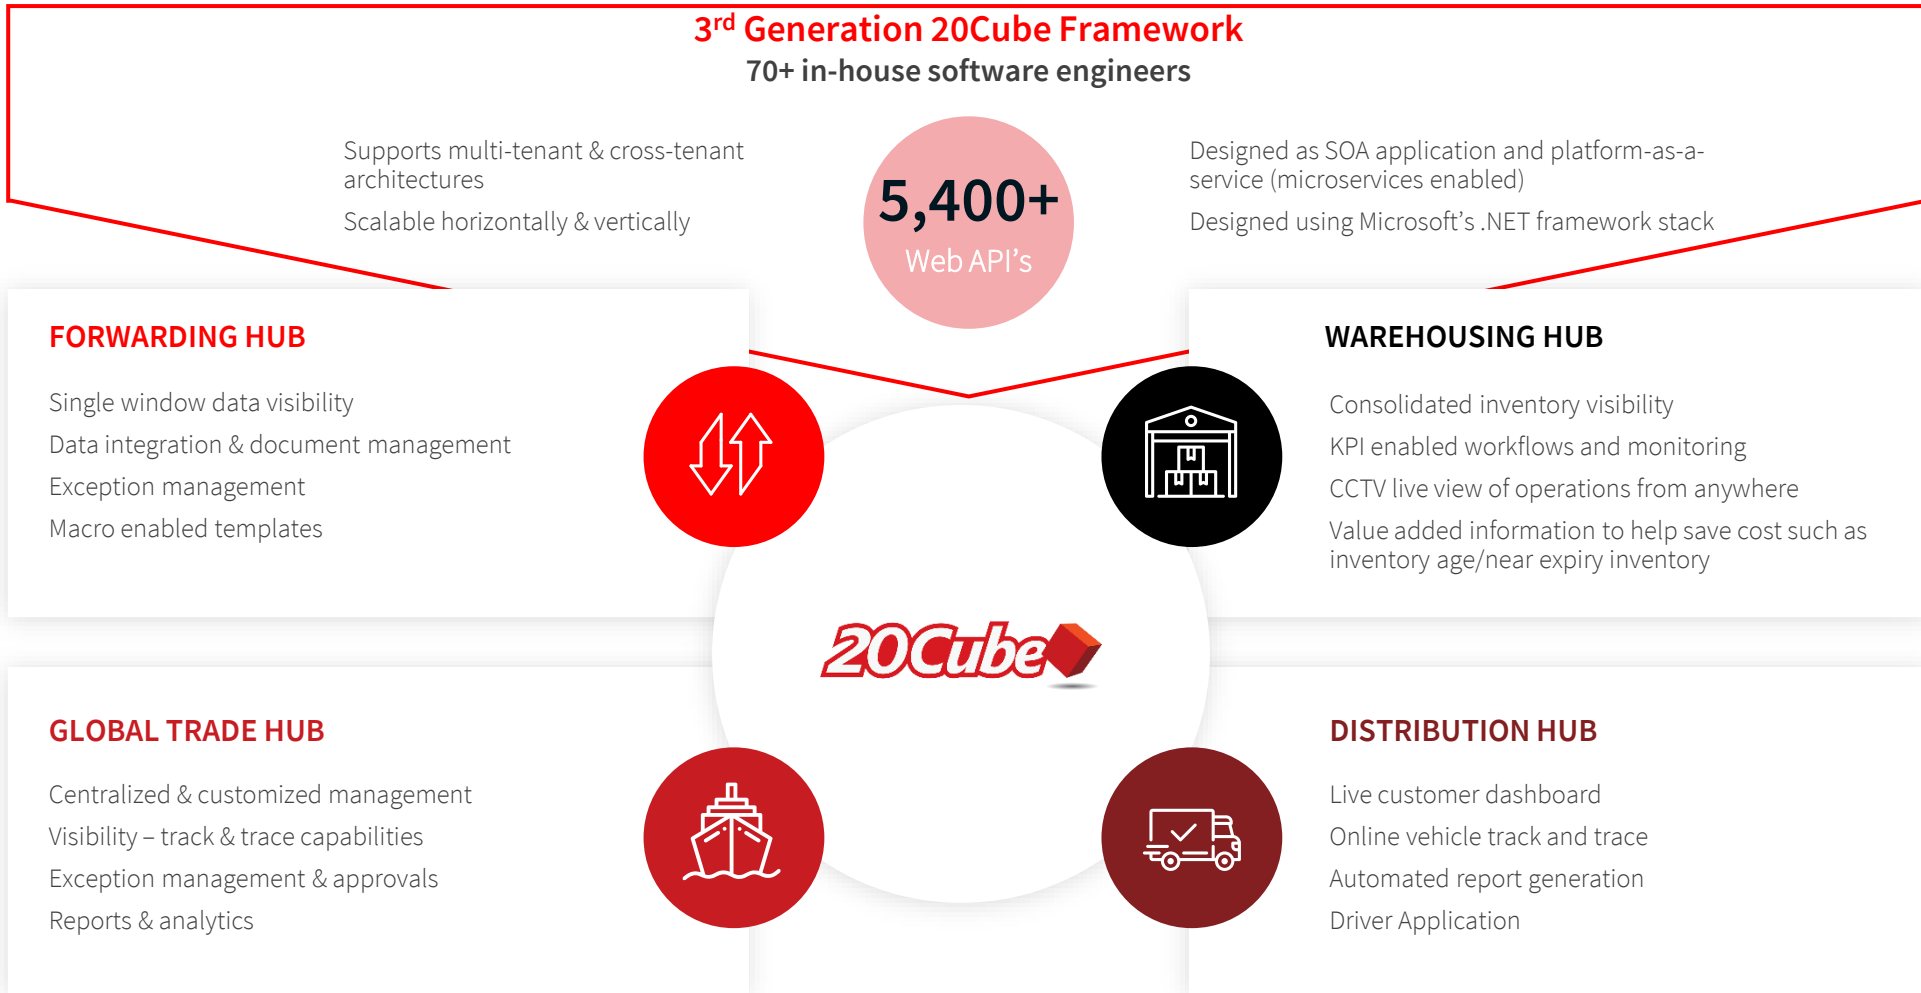 3rd Generation 20Cube Framework
70+ in-house software engineers
Supports multi-tenant & cross-tenant
architectures
Scalable horizontally & vertically
5,400+
Web API's
Designed as SOA application and platform-as-a-
service (microservices enabled)
Designed using Microsoft's .NET framework stack
FORWARDING HUB
Single window data visibility
Data integration & document management
Exception management
Macro enabled templates
WAREHOUSING HUB
Consolidated inventory visibility
KPI enabled workflows and monitoring
CCTV live view of operations from anywhere
Value added information to help save cost such as
inventory age/near expiry inventory
20Cube
GLOBAL TRADE HUB
Centralized & customized management
Visibility – track & trace capabilities
Exception management & approvals
Reports & analytics
DISTRIBUTION HUB
Live customer dashboard
Online vehicle track and trace
Automated report generation
Driver Application